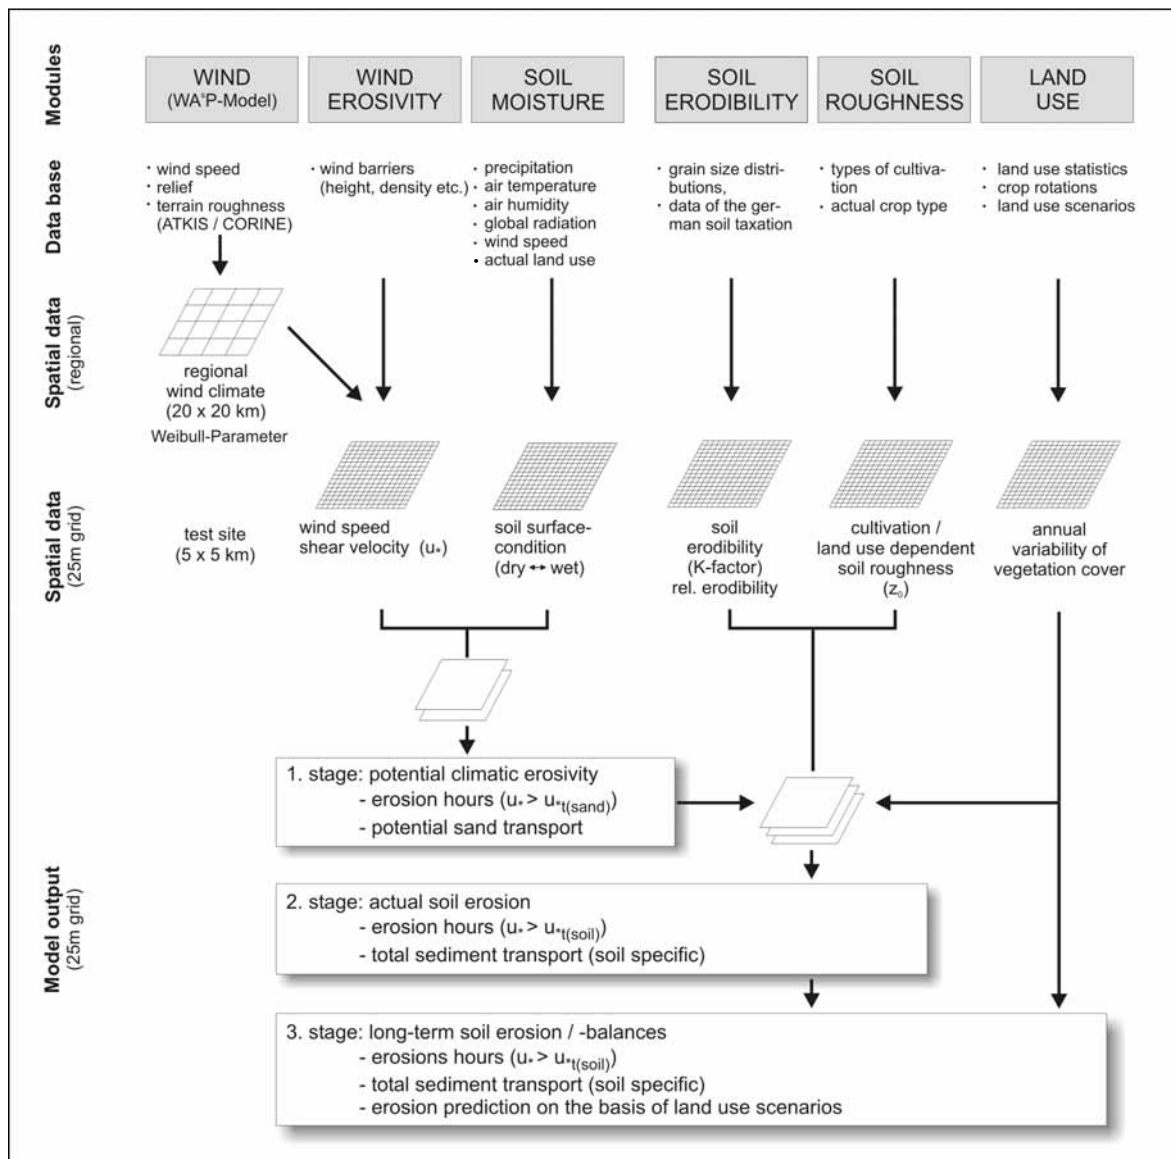 Modules
WIND
(WAˢP-Model)
WIND
EROSIVITY
SOIL
MOISTURE
SOIL
ERODIBILITY
SOIL
ROUGHNESS
LAND
USE
Data base
· wind speed
· relief
· terrain roughness
(ATKIS / CORINE)
· wind barriers
(height, density etc.)
· precipitation
· air temperature
· air humidity
· global radiation
· wind speed
• actual land use
· grain size distri-
butions,
· data of the ger-
man soil taxation
· types of cultiva-
tion
· actual crop type
· land use statistics
· crop rotations
· land use scenarios
Spatial data
(regional)
regional
wind climate
(20 x 20 km)
Weibull-Parameter
Spatial data
(25m grid)
test site
(5 x 5 km)
wind speed
shear velocity (u*)
soil surface-
condition
(dry ↔ wet)
soil
erodibility
(K-factor)
rel. erodibility
cultivation /
land use dependent
soil roughness
(z₀)
annual
variability of
vegetation cover
Model output
(25m grid)
1. stage: potential climatic erosivity
- erosion hours (u* > u*t(sand))
- potential sand transport
2. stage: actual soil erosion
- erosion hours (u* > u*t(soil))
- total sediment transport (soil specific)
3. stage: long-term soil erosion / -balances
- erosions hours (u* > u*t(soil))
- total sediment transport (soil specific)
- erosion prediction on the basis of land use scenarios